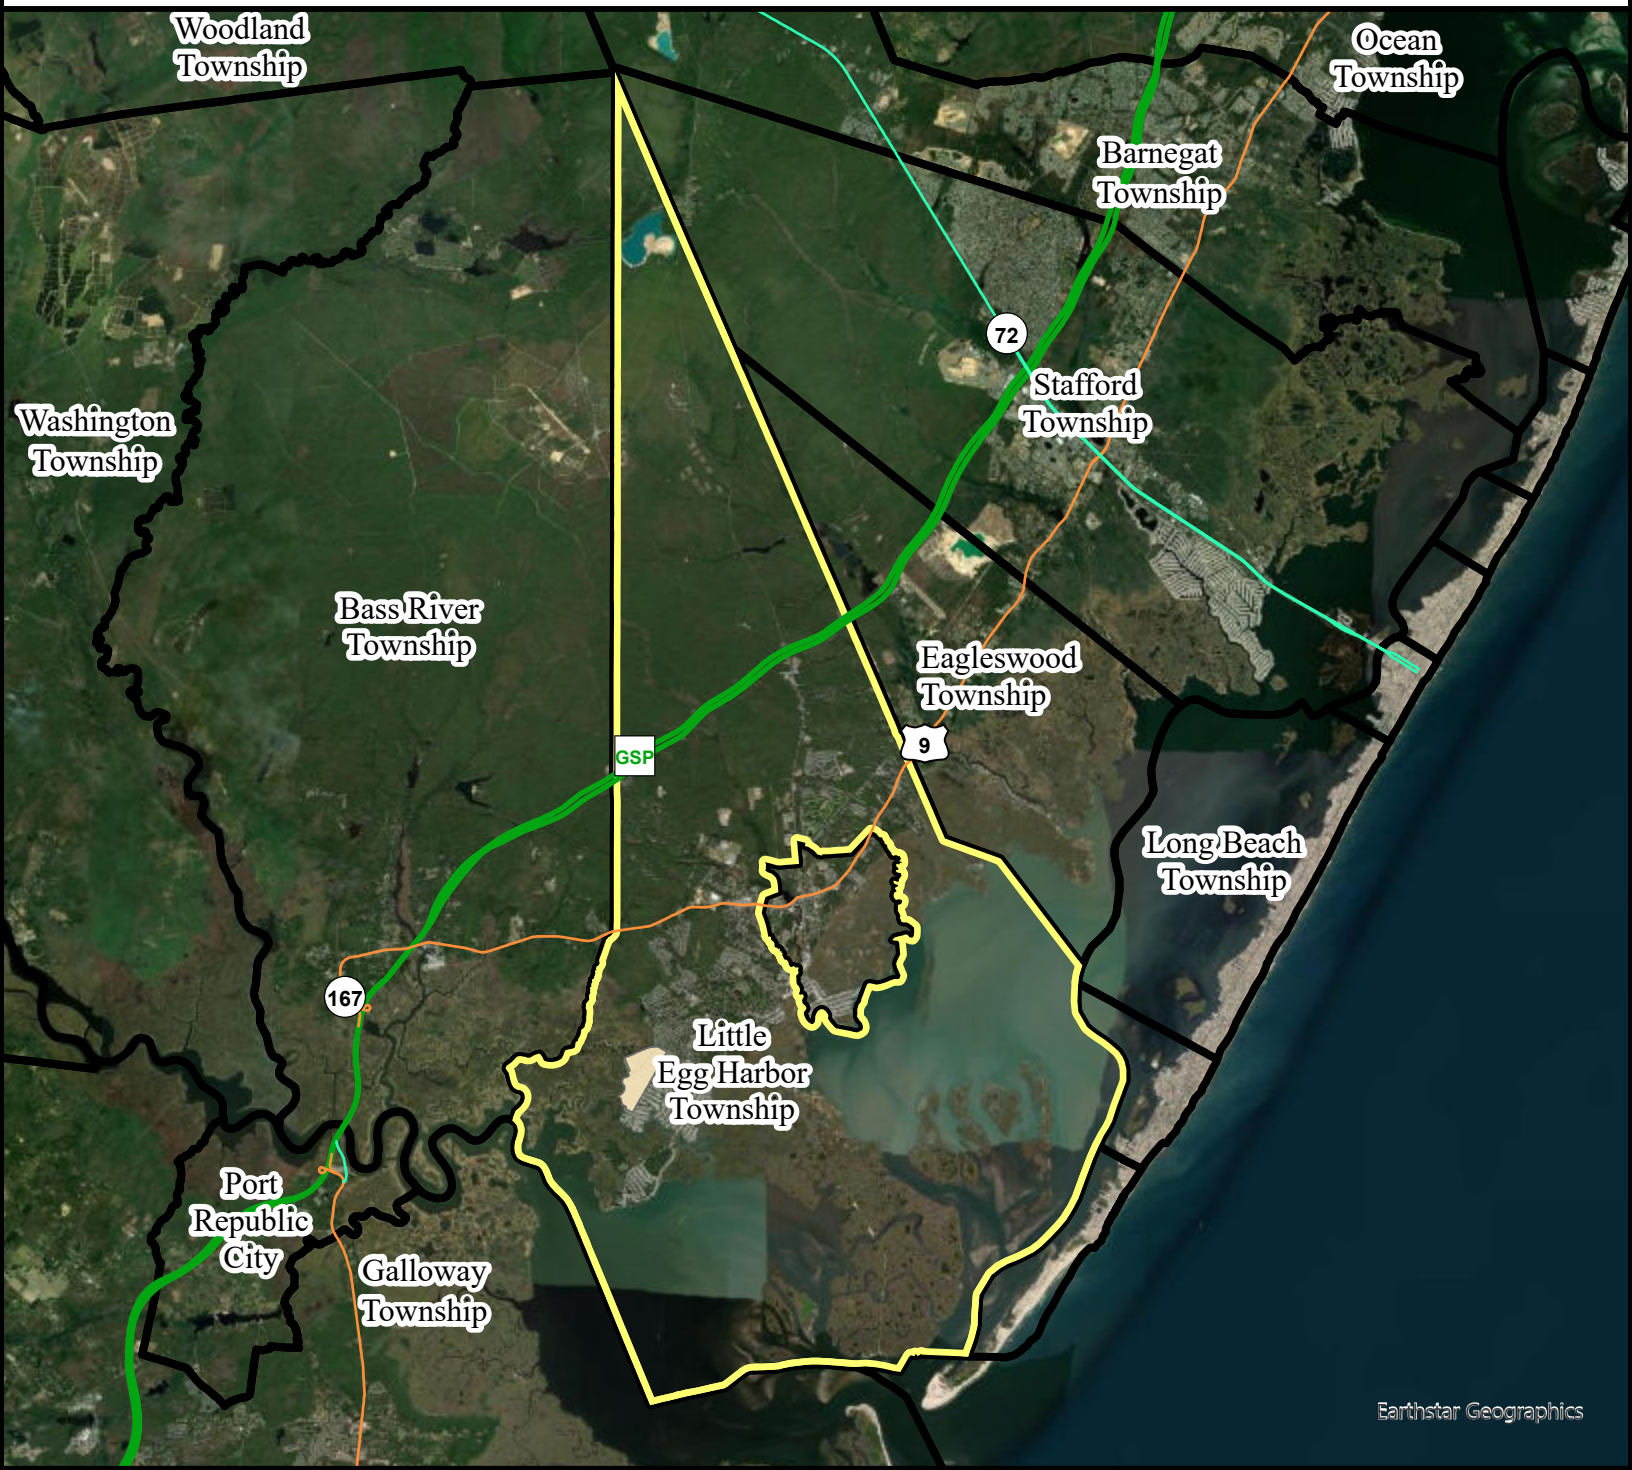 Woodland
Township
Ocean
Township
Barnegat
Township
72
Stafford
Township
Washington
Township
Bass River
Township
Eagleswood
Township
9
GSP
Long Beach
Township
167
Little
Egg Harbor
Township
Port
Republic
City
Galloway
Township
Earthstar Geographics